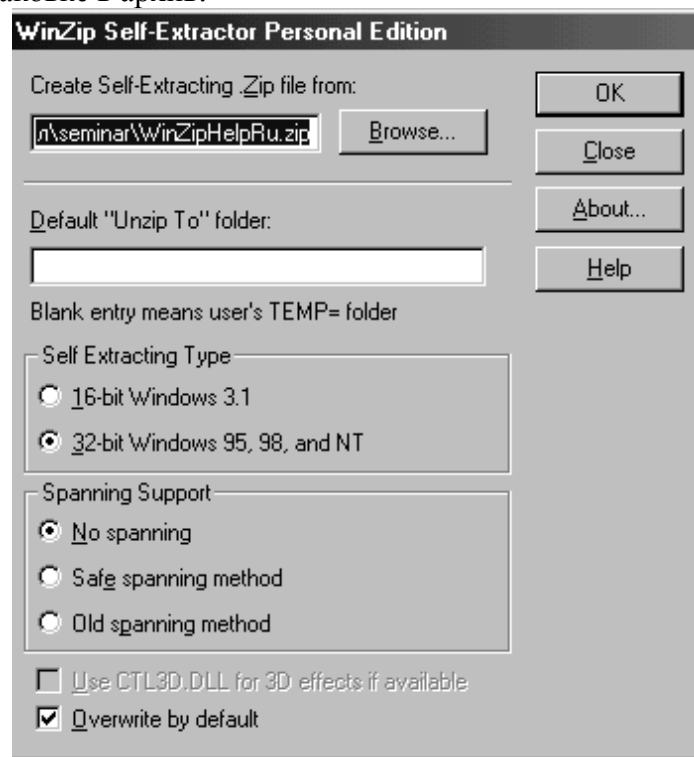 WinZip Self-Extractor Personal Edition
Create Self-Extracting .Zip file from:
л\seminar\WinZipHelpRu.zip
Browse...
OK
Close
About...
Help
Default "Unzip To" folder:
Blank entry means user's TEMP= folder
Self Extracting Type
16-bit Windows 3.1
32-bit Windows 95, 98, and NT
Spanning Support
No spanning
Safe spanning method
Old spanning method
Use CTL3D.DLL for 3D effects if available
Overwrite by default